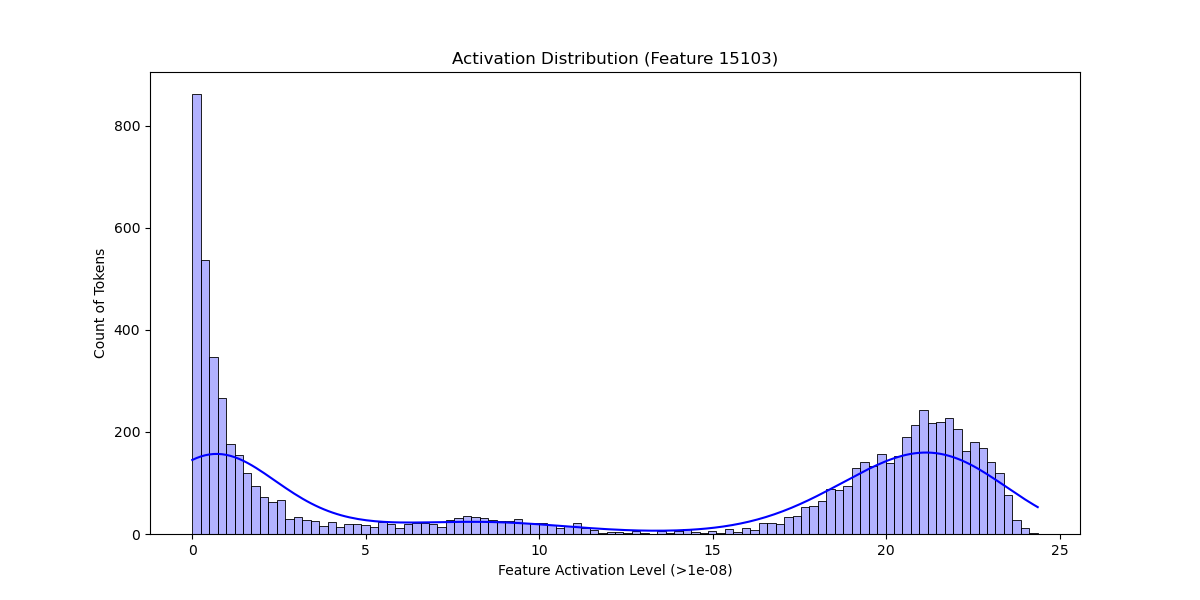 Activation Distribution (Feature 15103)
800
600
400
200
0
Count of Tokens
0 5 10 15 20 25
Feature Activation Level (>1e-08)